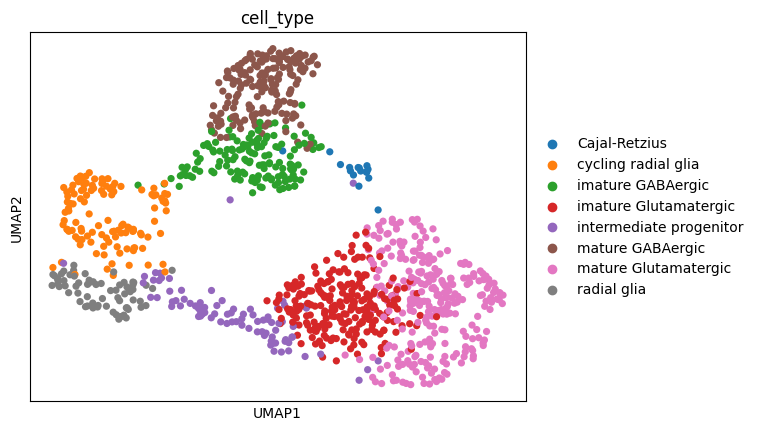 cell_type
UMAP2
UMAP1
Cajal-Retzius
cycling radial glia
imature GABAergic
imature Glutamatergic
intermediate progenitor
mature GABAergic
mature Glutamatergic
radial glia